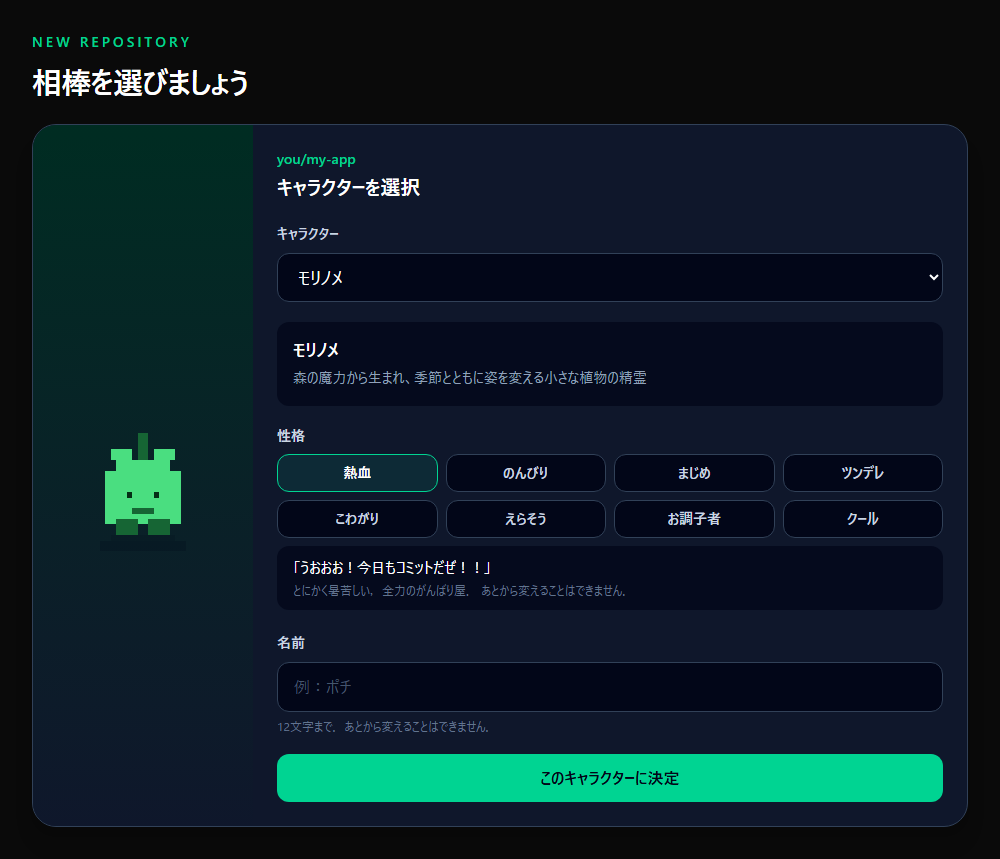 NEW REPOSITORY
相棒を選びましょう
you/my-app
キャラクターを選択
キャラクター
モリノメ
モリノメ
森の魔力から生まれ、季節とともに姿を変える小さな植物の精霊
性格
熱血
のんびり
まじめ
ツンデレ
こわがり
えらそう
お調子者
クール
「うおおお！今日もコミットだぜ！！」
とにかく暑苦しい、全力のがんばり屋。 あとから変えることはできません。
名前
例：ポチ
12文字まで。あとから変えることはできません。
このキャラクターに決定